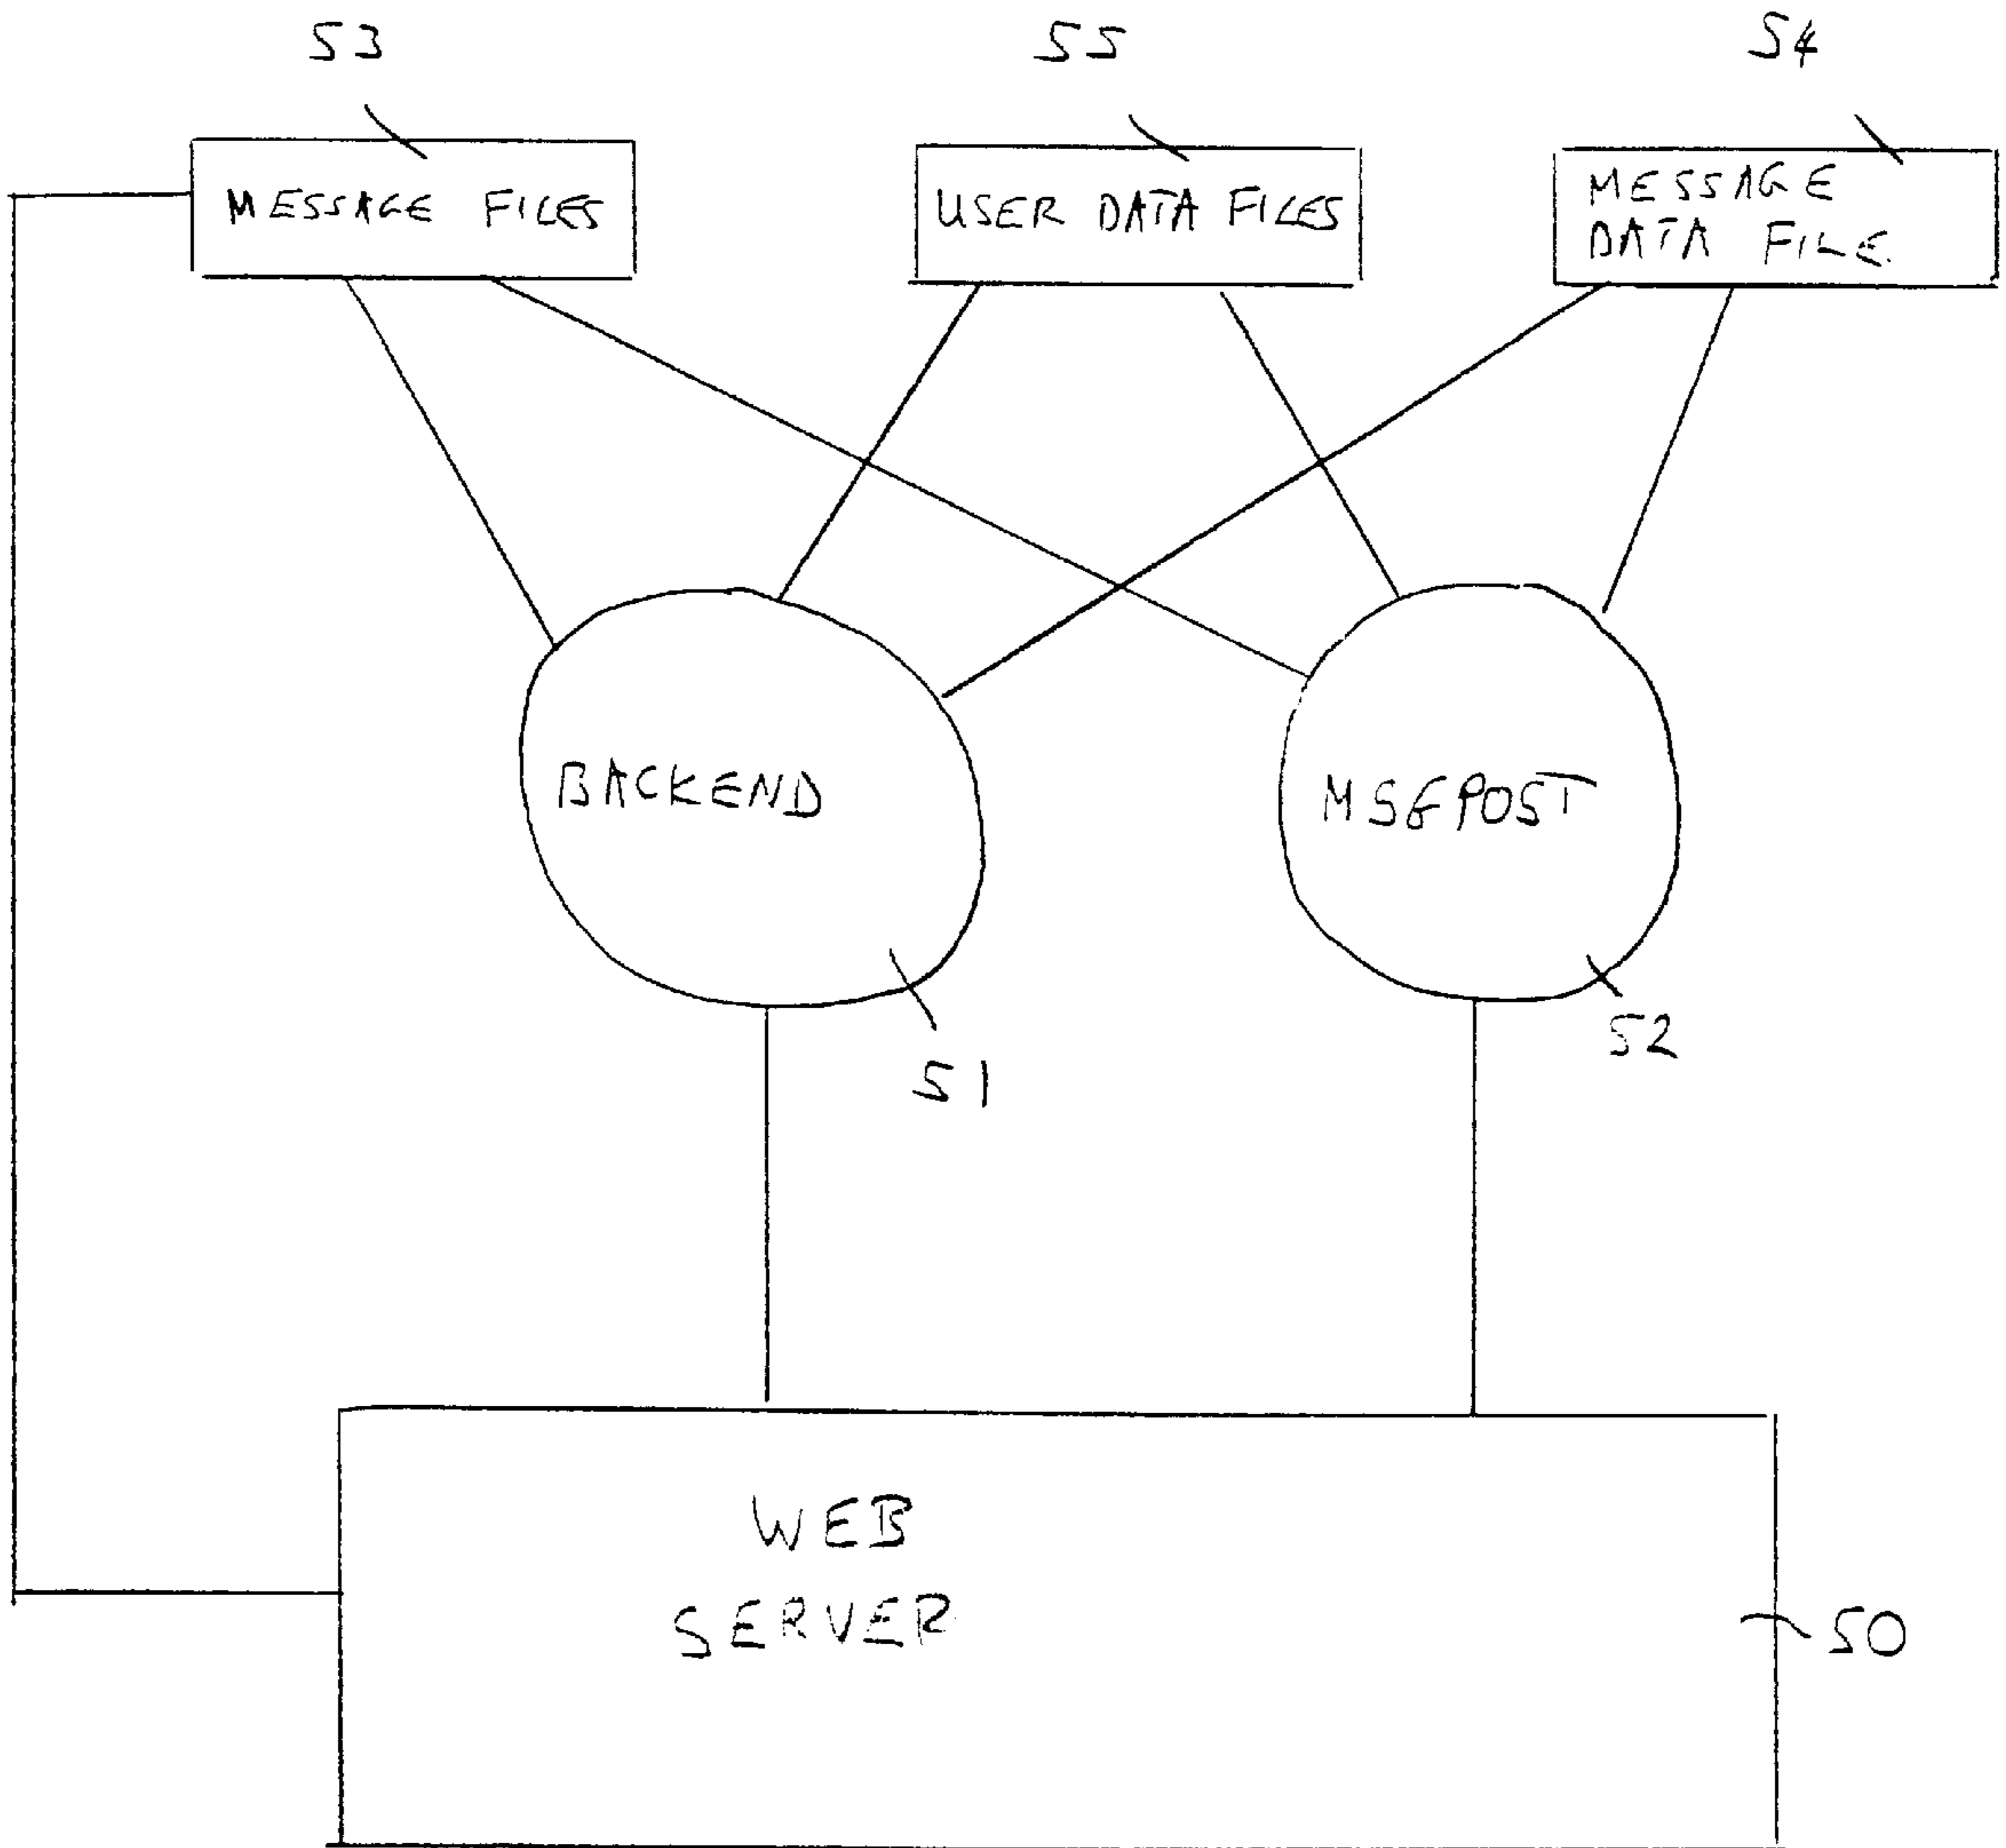 53
55
54
MESSAGE FILES
USER DATA FILES
MESSAGE
DATA FILE
BACKEND
MSGPOST
51
52
WEB
SERVER
50